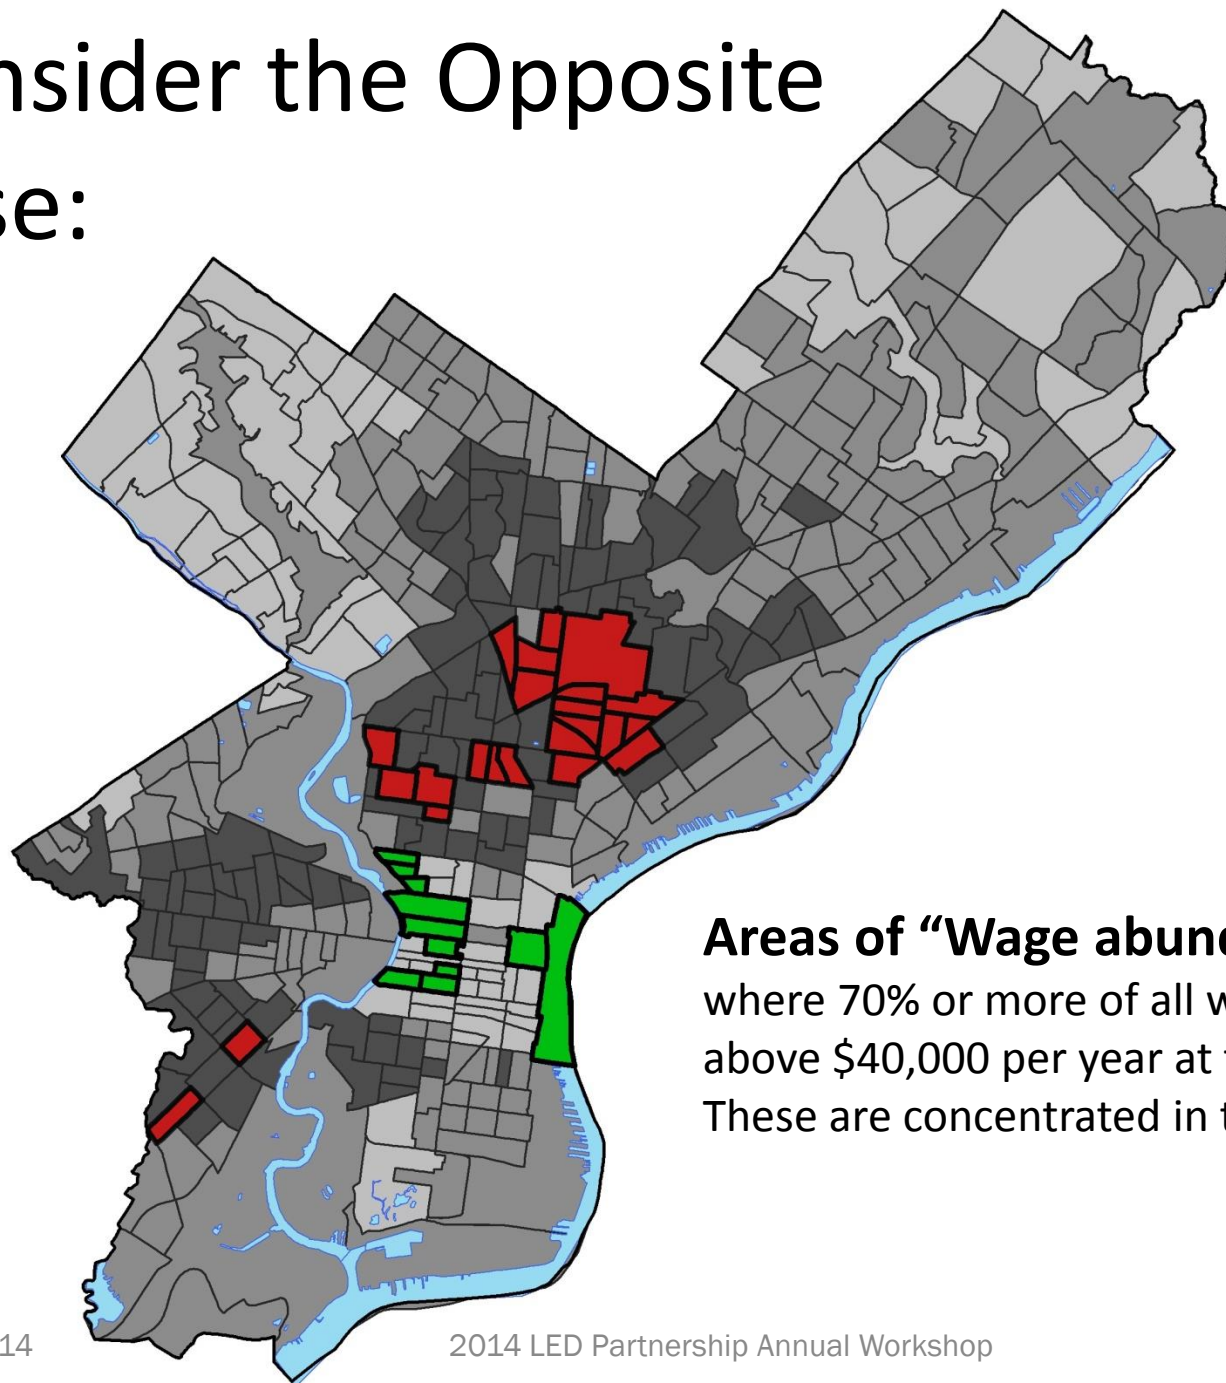 nsider the Opposite
se:
Areas of “Wage abund
where 70% or more of all w
above $40,000 per year at
These are concentrated in t
14
2014 LED Partnership Annual Workshop